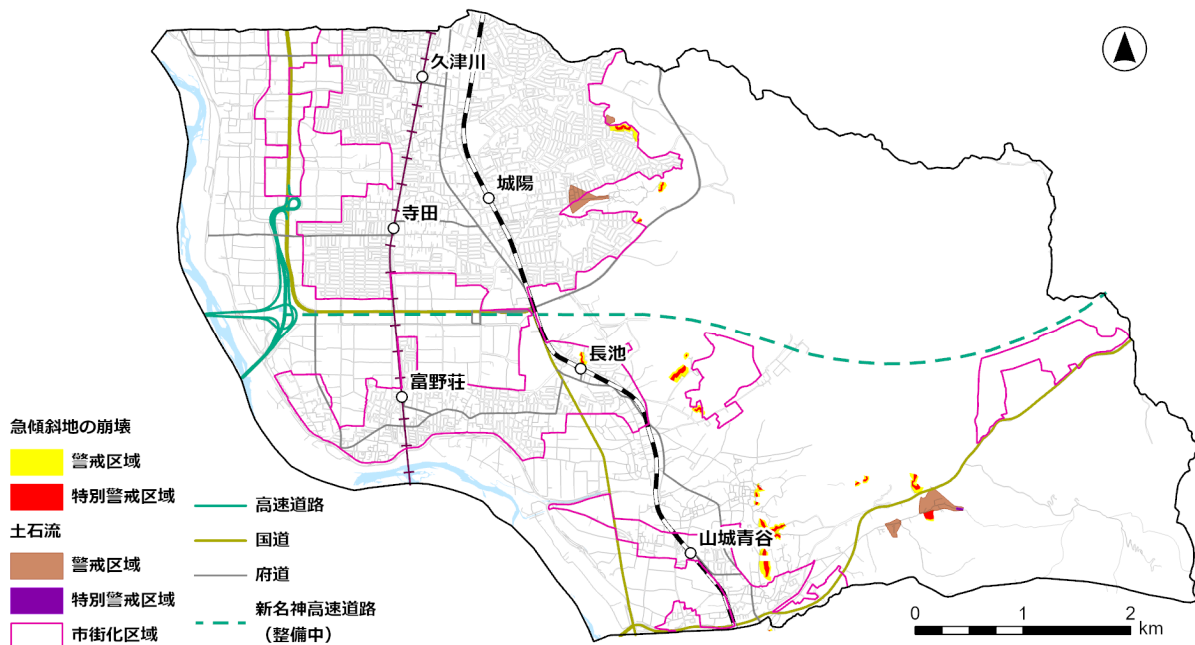 久津川
城陽
寺田
長池
富野荘
山城青谷
急傾斜地の崩壊
警戒区域
特別警戒区域
土石流
警戒区域
特別警戒区域
市街化区域
高速道路
国道
府道
新名神高速道路
（整備中）
0 1 2
km